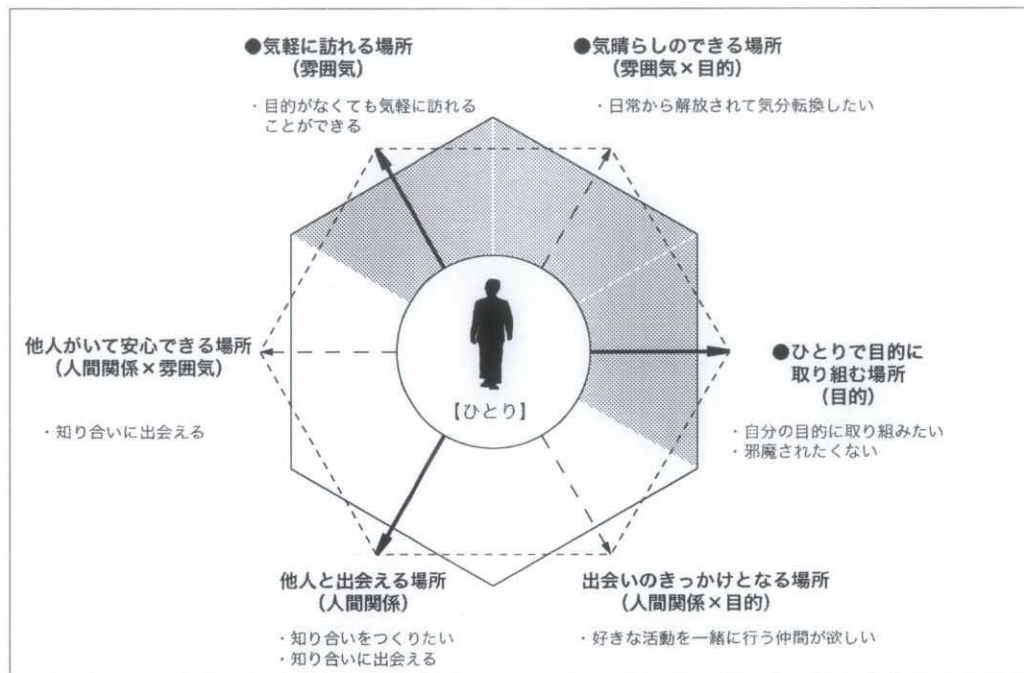 ●気軽に訪れる場所
(雰囲気)
・目的がなくても気軽に訪れる
ことができる
●気晴らしのできる場所
(雰囲気×目的)
・日常から解放されて気分転換したい
他人がいて安心できる場所
(人間関係×雰囲気)
・知り合いに出会える
【ひとり】
●ひとりで目的に
取り組む場所
(目的)
・自分の目的に取り組みたい
・邪魔されたくない
他人と出会える場所
(人間関係)
・知り合いをつくりたい
・知り合いに出会える
出会いのきっかけとなる場所
(人間関係×目的)
・好きな活動を一緒に行う仲間が欲しい